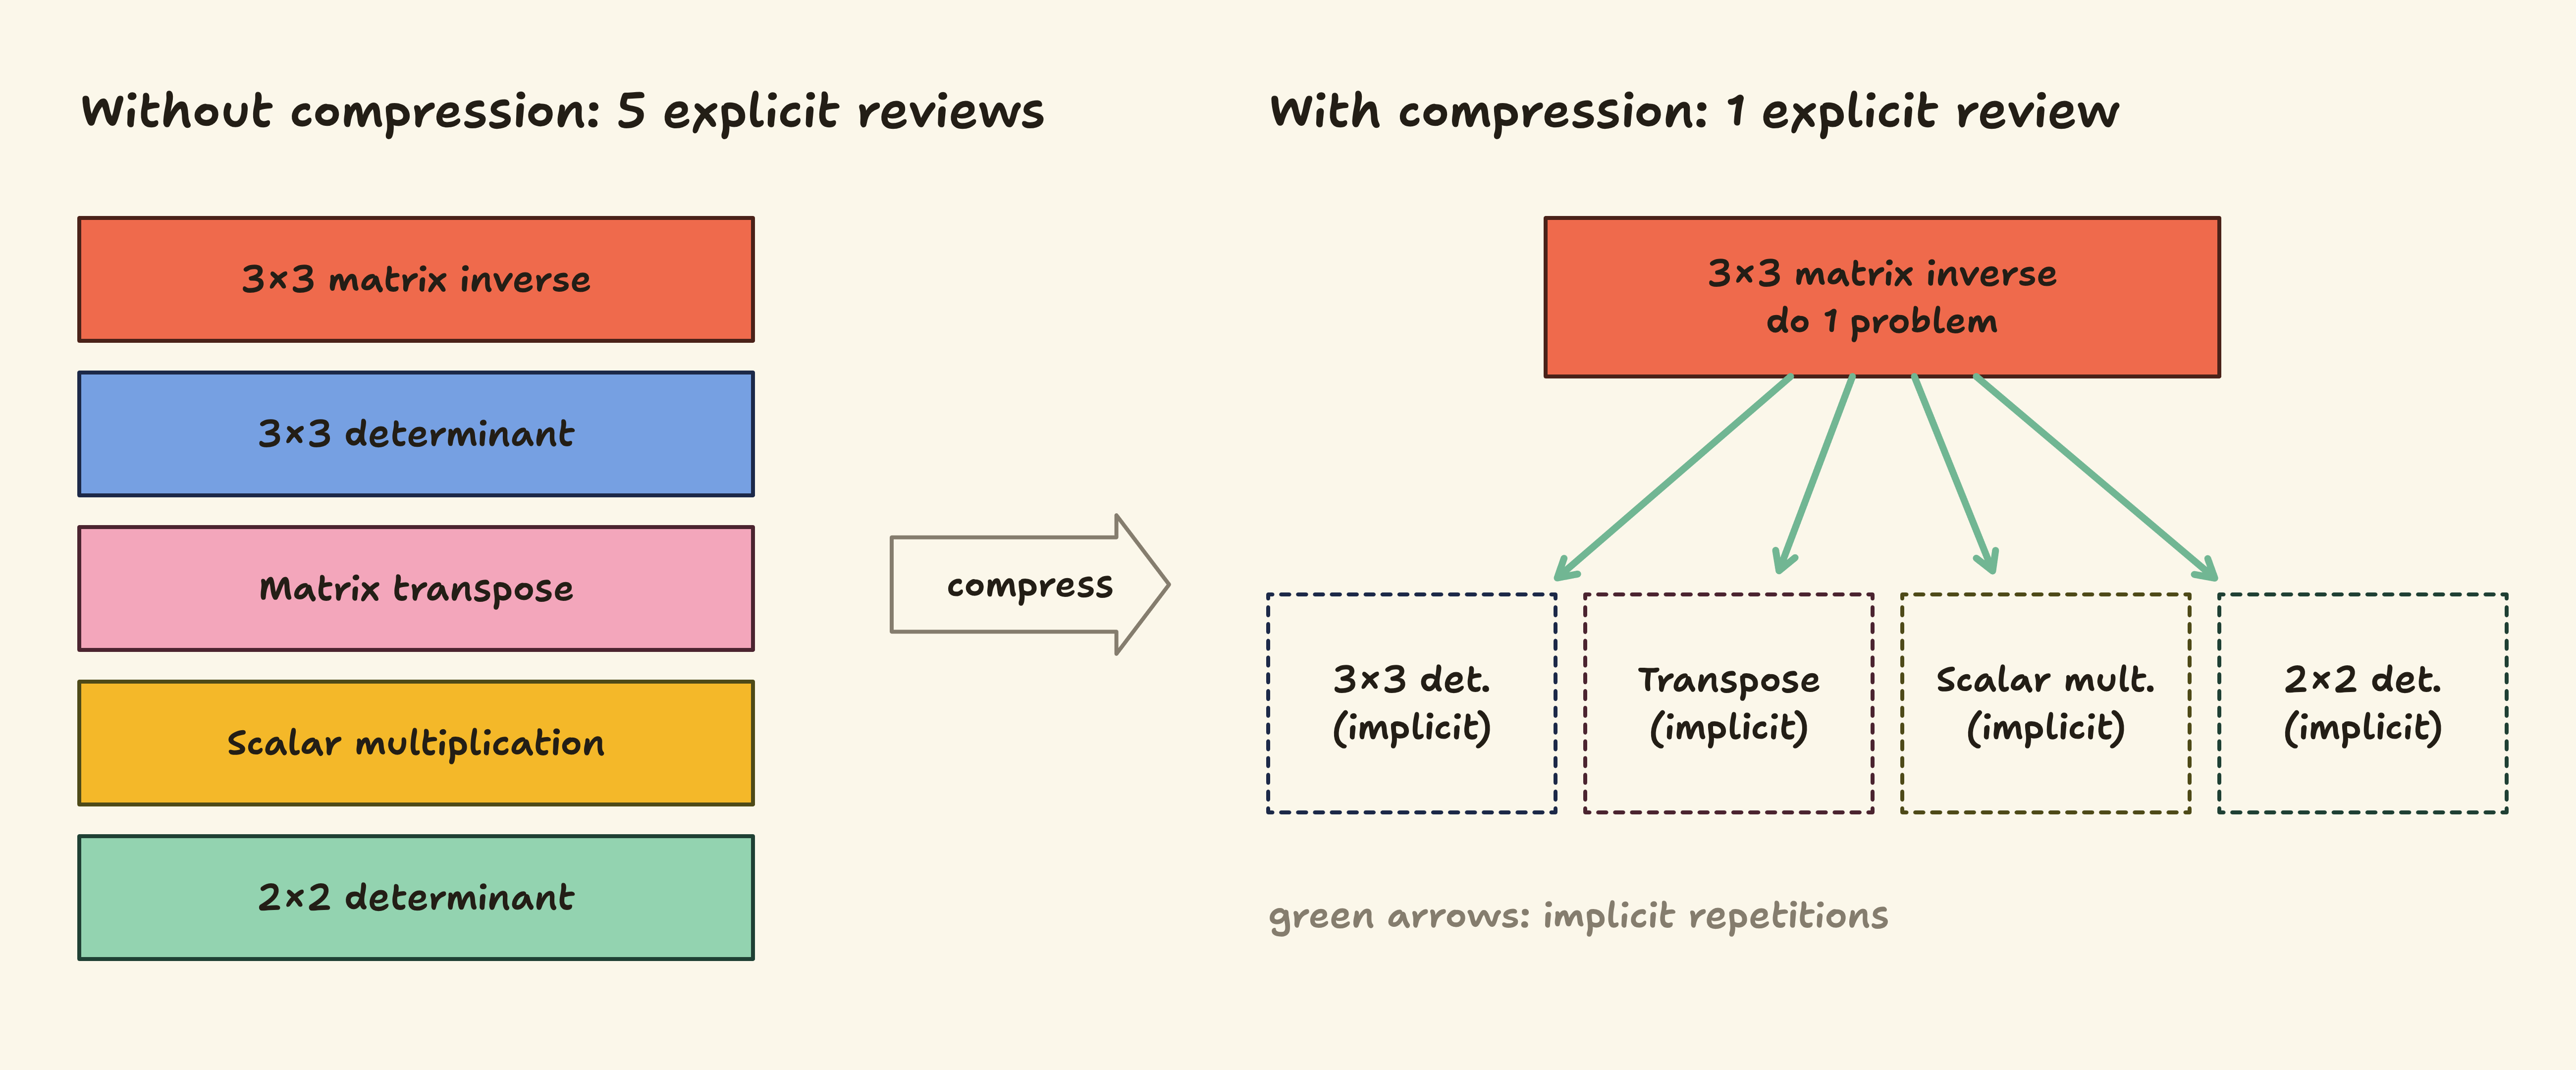 Without compression: 5 explicit reviews
3×3 matrix inverse
3×3 determinant
Matrix transpose
Scalar multiplication
2×2 determinant
compress
With compression: 1 explicit review
3×3 matrix inverse
do 1 problem
3×3 det.
(implicit)
Transpose
(implicit)
Scalar mult.
(implicit)
2×2 det.
(implicit)
green arrows: implicit repetitions